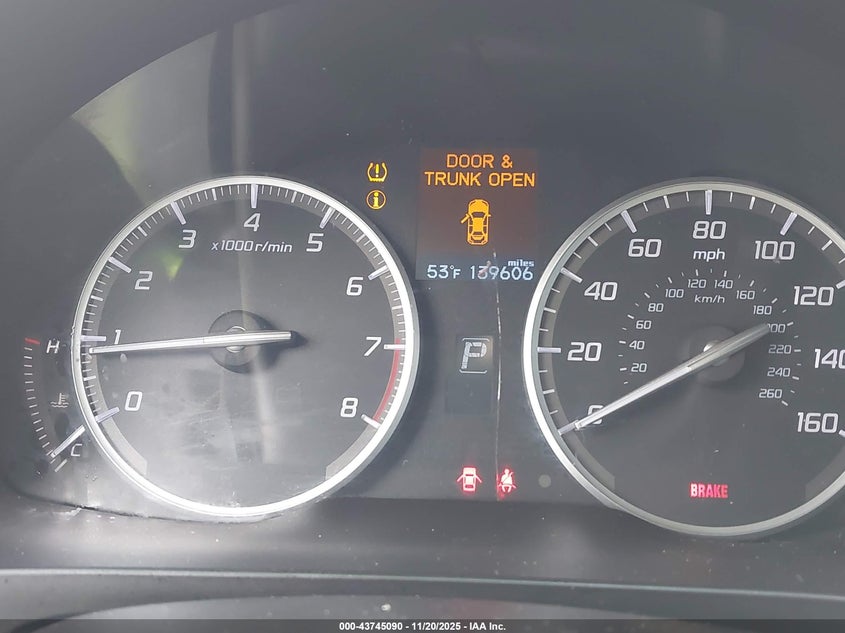 DOOR &
TRUNK OPEN
53°F 139606 miles
x1000 r/min
0 1 2 3 4 5 6 7 8
H
C
P
mph
0 20 40 60 80 100 120 140 160
km/h
20 40 60 80 100 120 140 160 180 200 220 240 260
BRAKE
000-43745090 - 11/20/2025 - IAA Inc.